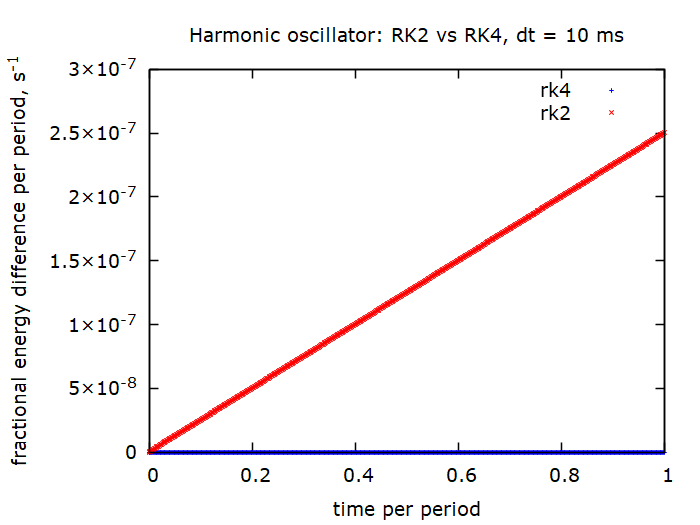 Harmonic oscillator: RK2 vs RK4, dt = 10 ms
fractional energy difference per period, s⁻¹
3×10⁻⁷
2.5×10⁻⁷
2×10⁻⁷
1.5×10⁻⁷
1×10⁻⁷
5×10⁻⁸
0
rk4
rk2
0 0.2 0.4 0.6 0.8 1
time per period